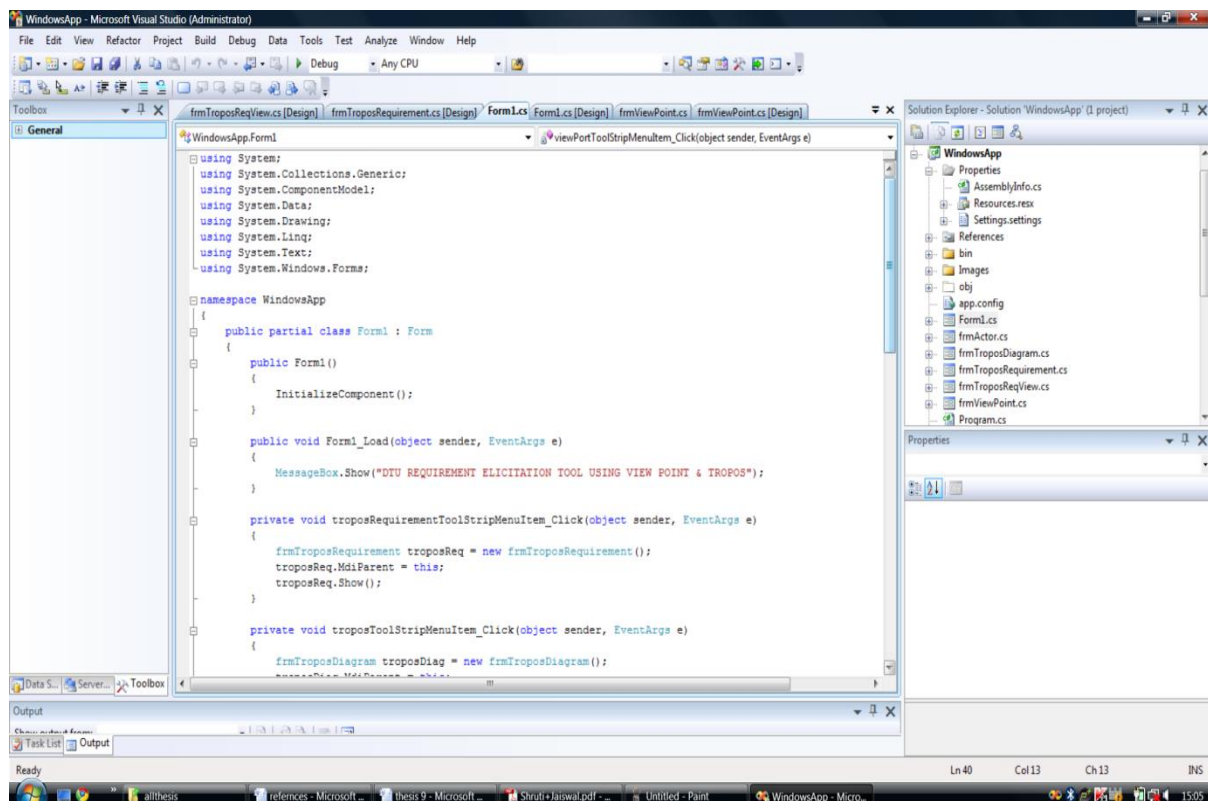 WindowsApp - Microsoft Visual Studio (Administrator)
File Edit View Refactor Project Build Debug Data Tools Test Analyze Window Help
Debug Any CPU
Toolbox
General
frmTroposReqView.cs [Design] frmTroposRequirement.cs [Design] Form1.cs Form1.cs [Design] frmViewPoint.cs frmViewPoint.cs [Design]
WindowsApp.Form1 viewPortToolStripMenuItem_Click(object sender, EventArgs e)
using System;
using System.Collections.Generic;
using System.ComponentModel;
using System.Data;
using System.Drawing;
using System.Linq;
using System.Text;
using System.Windows.Forms;
namespace WindowsApp
{
public partial class Form1 : Form
{
public Form1()
{
InitializeComponent();
}
public void Form1_Load(object sender, EventArgs e)
{
MessageBox.Show("DTU REQUIREMENT ELICITATION TOOL USING VIEW POINT & TROPOS");
}
private void troposRequirementToolStripMenuItem_Click(object sender, EventArgs e)
{
frmTroposRequirement troposReq = new frmTroposRequirement();
troposReq.MdiParent = this;
troposReq.Show();
}
private void troposToolStripMenuItem_Click(object sender, EventArgs e)
{
frmTroposDiagram troposDiag = new frmTroposDiagram();
troposDiag.MdiParent = this;
Data S... Server... Toolbox
Output
Show output from:
Task List Output
Solution Explorer - Solution 'WindowsApp' (1 project)
WindowsApp
Properties
AssemblyInfo.cs
Resources.resx
Settings.settings
References
bin
Images
obj
app.config
Form1.cs
frmActor.cs
frmTroposDiagram.cs
frmTroposRequirement.cs
frmTroposReqView.cs
frmViewPoint.cs
Program.cs
Properties
Ready Ln 40 Col 13 Ch 13 INS
allthesis refernces - Microsoft ... thesis 9 - Microsoft ... Shruti+Jaiswal.pdf - ... Untitled - Paint WindowsApp - Micro... 15:05